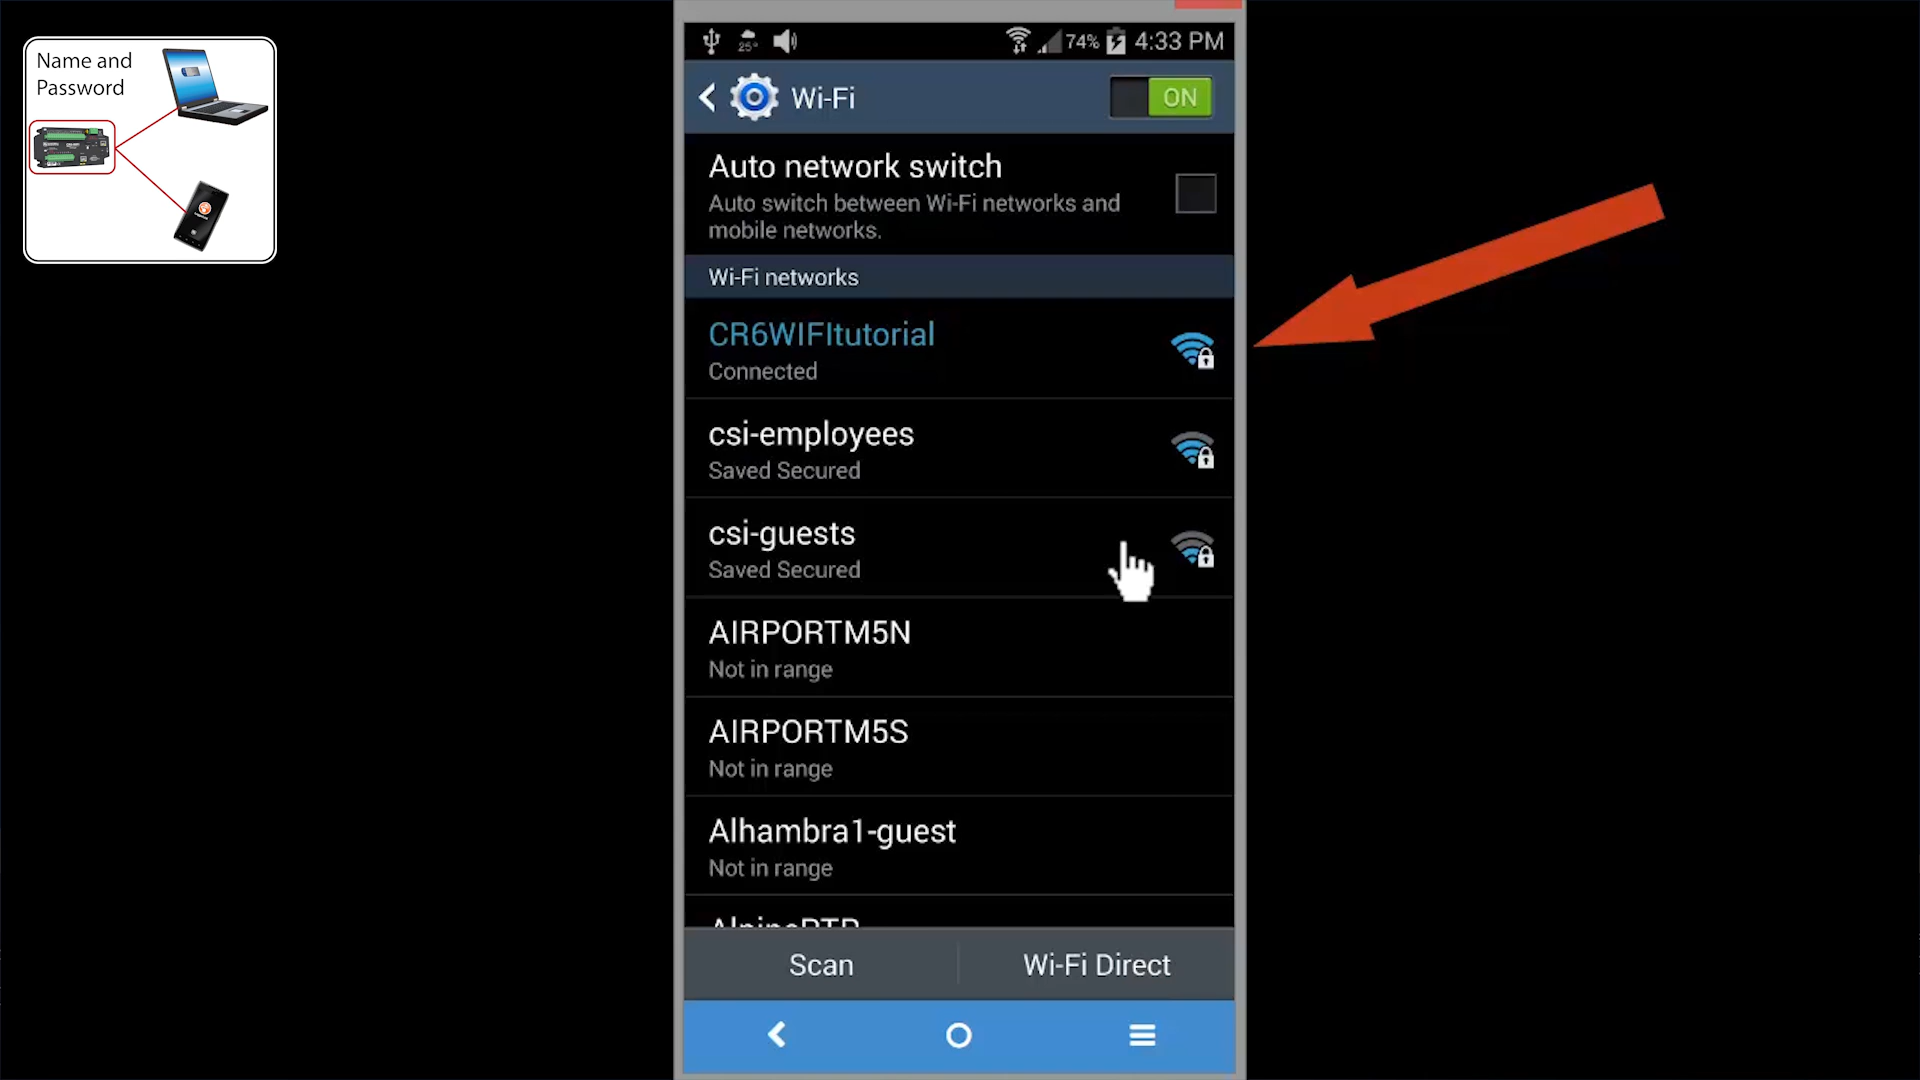 Name and
Password
25°
74%
4:33 PM
Wi-Fi
ON
Auto network switch
Auto switch between Wi-Fi networks and
mobile networks.
Wi-Fi networks
CR6WIFItutorial
Connected
csi-employees
Saved Secured
csi-guests
Saved Secured
AIRPORTM5N
Not in range
AIRPORTM5S
Not in range
Alhambra1-guest
Not in range
Scan
Wi-Fi Direct